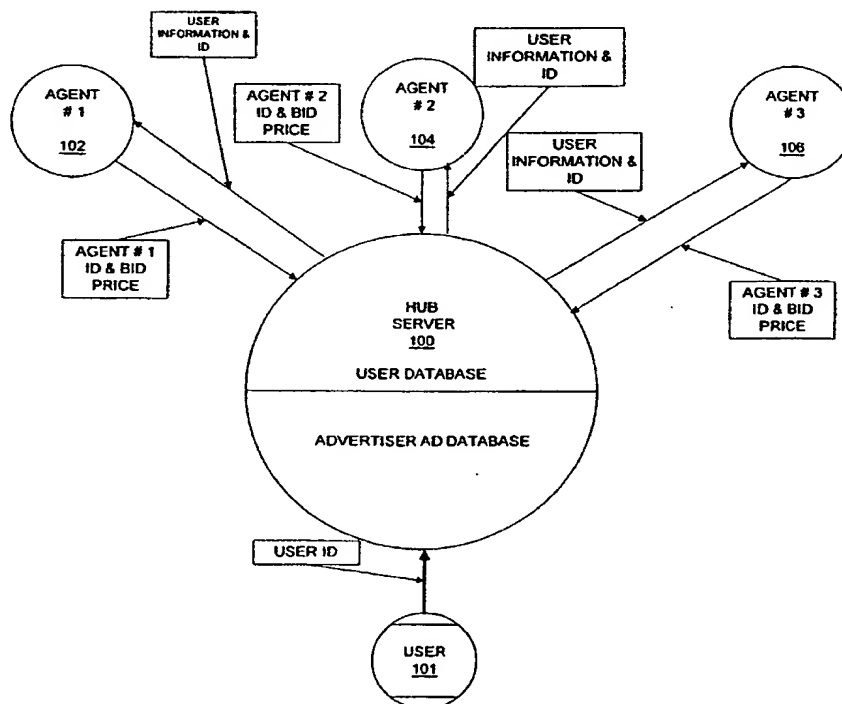 USER
INFORMATION &
ID
AGENT
# 1
102
AGENT # 2
ID & BID
PRICE
AGENT
# 2
104
USER
INFORMATION &
ID
USER
INFORMATION &
ID
AGENT
# 3
106
AGENT # 1
ID & BID
PRICE
AGENT # 3
ID & BID
PRICE
HUB
SERVER
100
USER DATABASE
ADVERTISER AD DATABASE
USER ID
USER
101